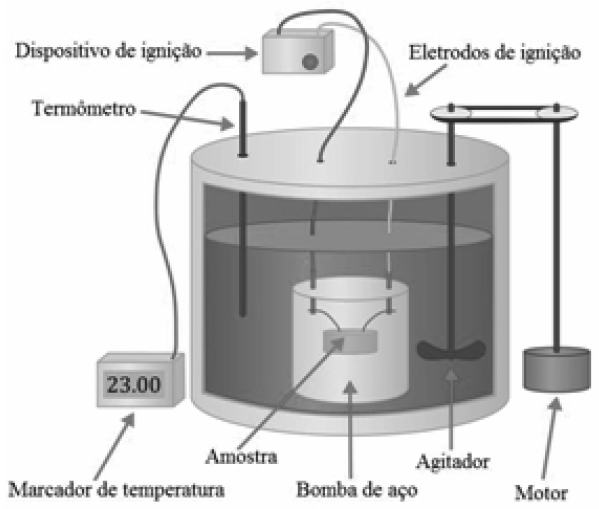 Dispositivo de ignição
Eletrodos de ignição
Termômetro
23.00
Amostra
Agitador
Marcador de temperatura
Bomba de aço
Motor